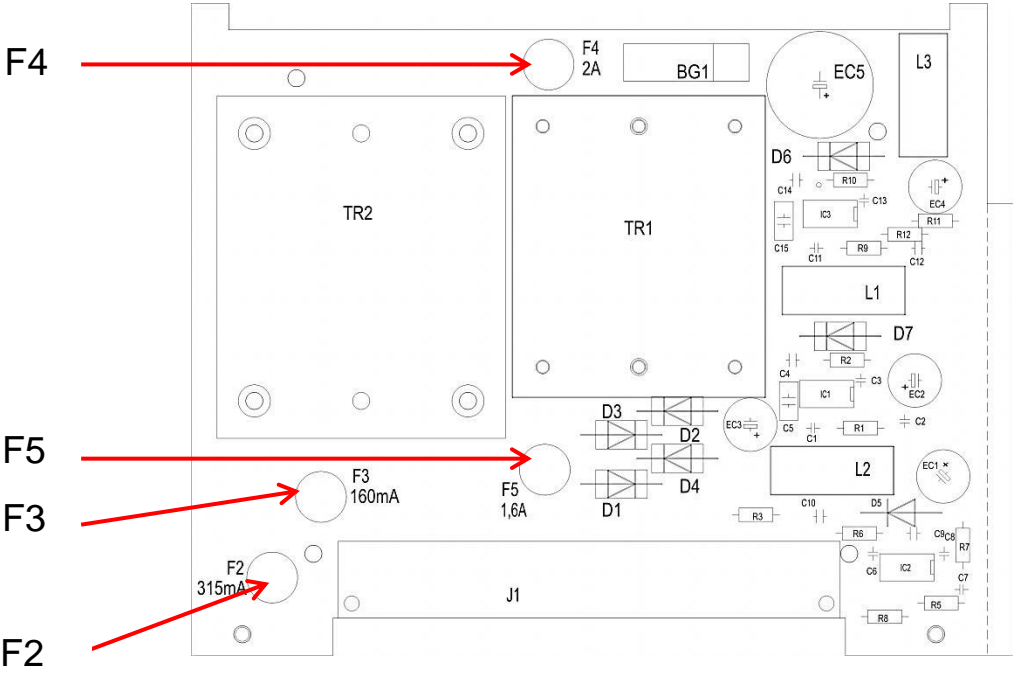 F4
F4
2A
BG1
EC5
L3
D6
C14
R10
EC4
C13
IC3
TR2
TR1
C15
R11
R12
C11
R9
C12
L1
D7
C4
R2
C3
IC1
EC2
D3
D2
EC3
C5
C1
R1
C2
F5
F5
1,6A
D4
D1
L2
EC1
F3
F3
160mA
R3
C10
D5
R6
C9
C8
R7
F2
315mA
J1
C6
IC2
C7
R8
R5
F2